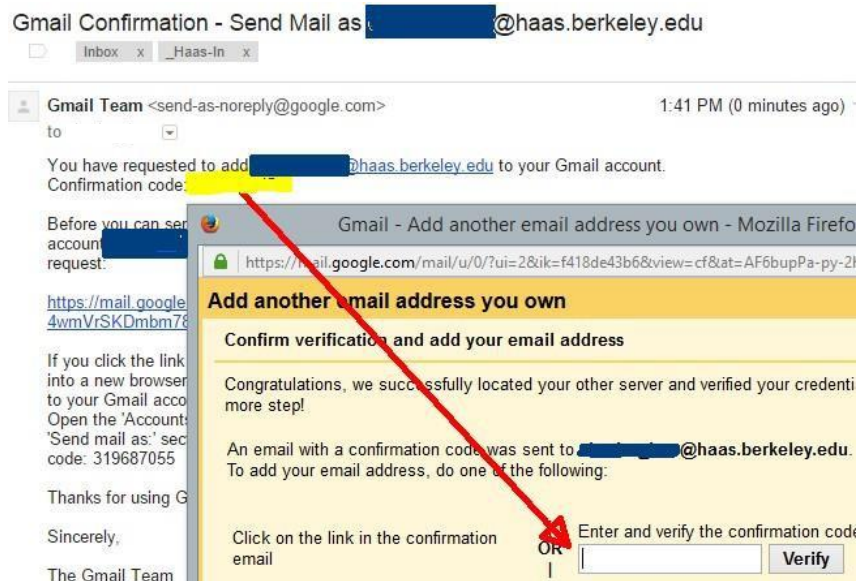 Gmail Confirmation - Send Mail as @haas.berkeley.edu
Inbox x _Haas-In x
Gmail Team <send-as-noreply@google.com> 1:41 PM (0 minutes ago)
to
You have requested to add @haas.berkeley.edu to your Gmail account.
Confirmation code:
Before you can ser
account
request:
https://mail.google
4wmVrSKDmbm78
If you click the link
into a new browser
to your Gmail acco
Open the 'Accounts
'Send mail as:' sec
code: 319687055
Thanks for using G
Sincerely,
The Gmail Team
Gmail - Add another email address you own - Mozilla Firefo
https://mail.google.com/mail/u/0/?ui=2&ik=f418de43b6&view=cf&at=AF6bupPa-py-2h
Add another email address you own
Confirm verification and add your email address
Congratulations, we successfully located your other server and verified your credenti
more step!
An email with a confirmation code was sent to @haas.berkeley.edu.
To add your email address, do one of the following:
Click on the link in the confirmation
email
OR
Enter and verify the confirmation code
Verify